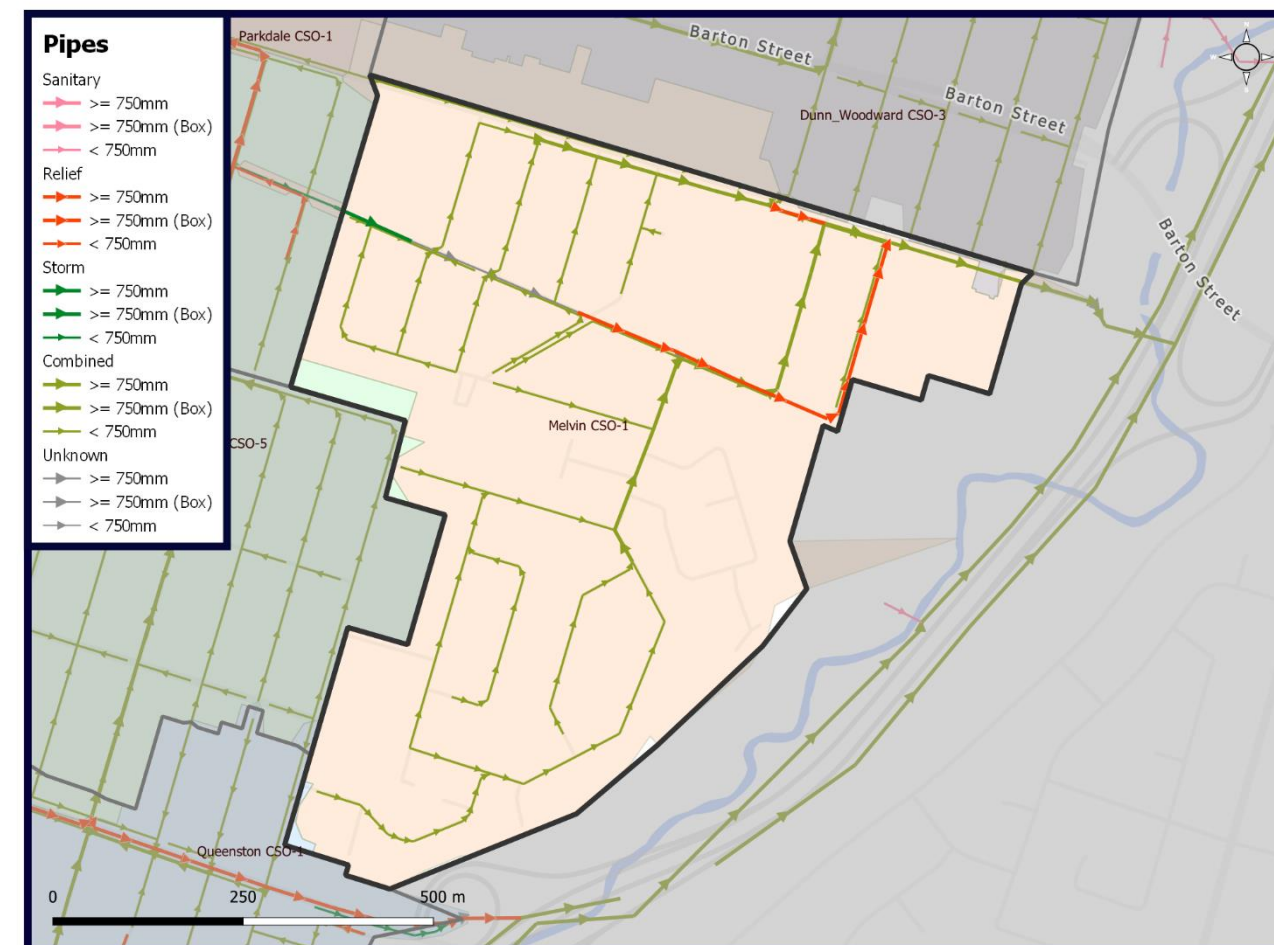 Pipes
Sanitary
>= 750mm
>= 750mm (Box)
< 750mm
Relief
>= 750mm
>= 750mm (Box)
< 750mm
Storm
>= 750mm
>= 750mm (Box)
< 750mm
Combined
>= 750mm
>= 750mm (Box)
< 750mm
Unknown
>= 750mm
>= 750mm (Box)
< 750mm
Parkdale CSO-1
Barton Street
Barton Street
Dunn_Woodward CSO-3
Barton Street
Melvin CSO-1
CSO-5
Queenston CSO-1
0 250 500 m
N
W